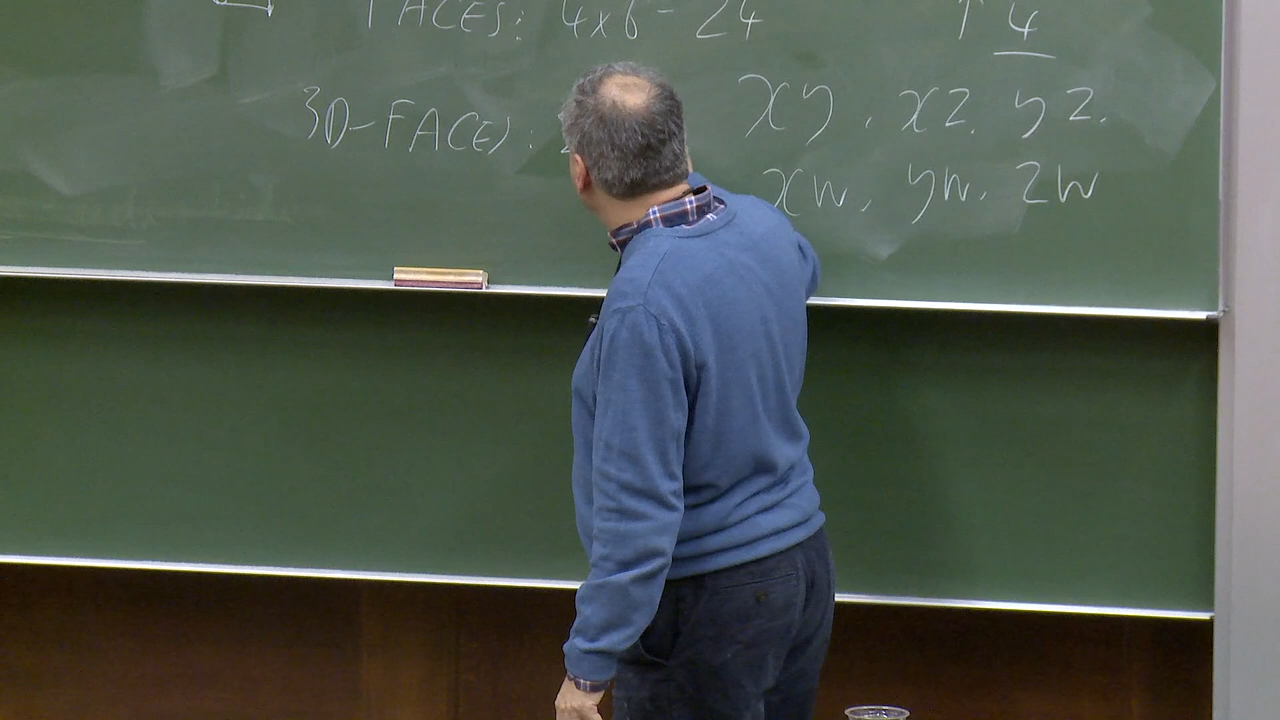 FACES: 4x6 = 24 ↑ 4
3D-FACES: xy, xz, yz,
xw, yw, zw